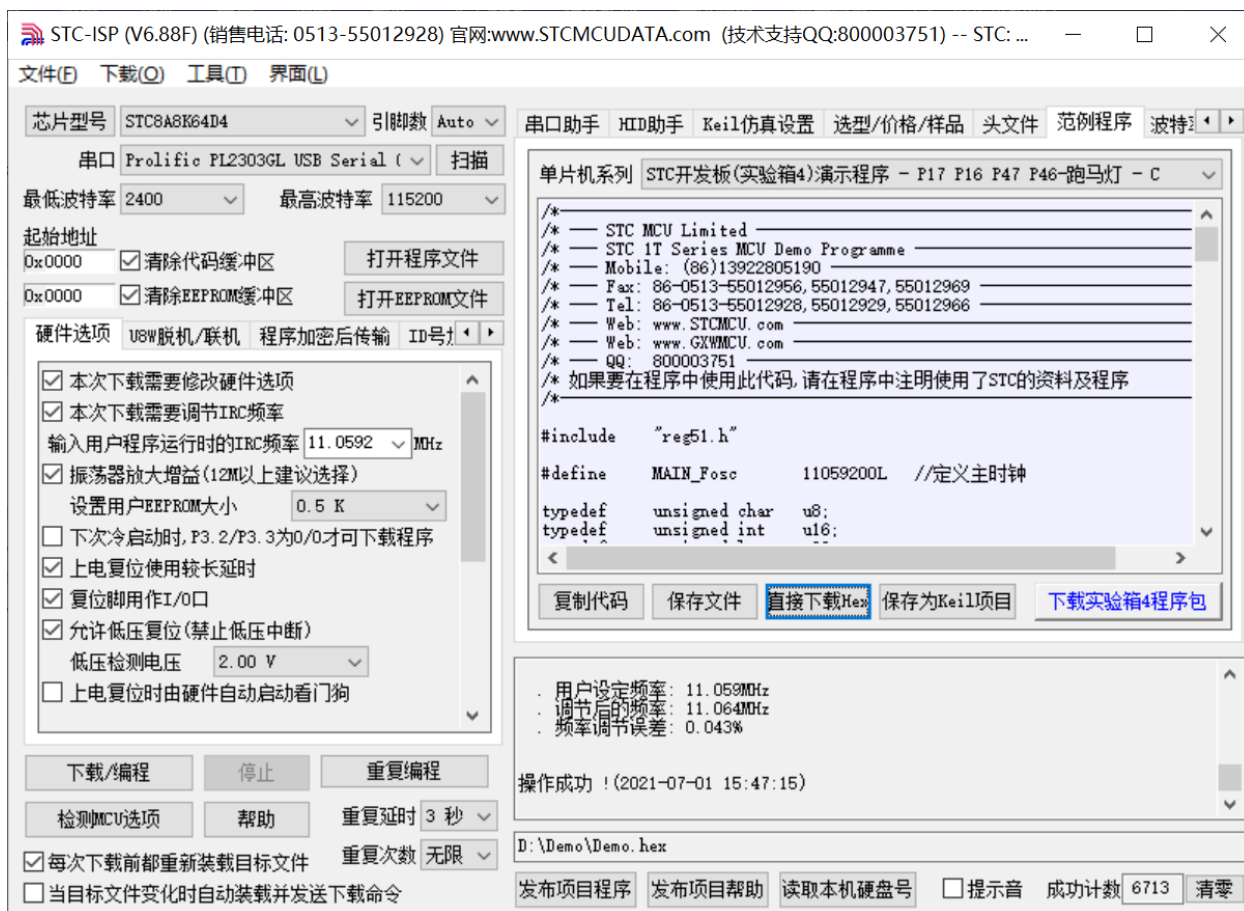 STC-ISP (V6.88F) (销售电话: 0513-55012928) 官网:www.STCMCUDATA.com (技术支持QQ:800003751) -- STC: ...
文件(F) 下载(O) 工具(T) 界面(L)
芯片型号 STC8A8K64D4 引脚数 Auto
串口 Prolific PL2303GL USB Serial ( 扫描
最低波特率 2400 最高波特率 115200
起始地址
0x0000 清除代码缓冲区 打开程序文件
0x0000 清除EEPROM缓冲区 打开EEPROM文件
硬件选项 U8W脱机/联机 程序加密后传输 ID号
本次下载需要修改硬件选项
本次下载需要调节IRC频率
输入用户程序运行时的IRC频率 11.0592 MHz
振荡器放大增益(12M以上建议选择)
设置用户EEPROM大小 0.5 K
下次冷启动时,P3.2/P3.3为0/0才可下载程序
上电复位使用较长延时
复位脚用作I/O口
允许低压复位(禁止低压中断)
低压检测电压 2.00 V
上电复位时由硬件自动启动看门狗
下载/编程 停止 重复编程
检测MCU选项 帮助 重复延时 3 秒
每次下载前都重新装载目标文件 重复次数 无限
当目标文件变化时自动装载并发送下载命令
串口助手 HID助手 Keil仿真设置 选型/价格/样品 头文件 范例程序 波特
单片机系列 STC开发板(实验箱4)演示程序 - P17 P16 P47 P46-跑马灯 - C
/*————————————————————
/* —— STC MCU Limited ——————————
/* —— STC 1T Series MCU Demo Programme ——————
/* —— Mobile: (86)13922805190 ————————
/* —— Fax: 86-0513-55012956,55012947,55012969 ————
/* —— Tel: 86-0513-55012928,55012929,55012966 ————
/* —— Web: www.STCMCU.com ——————————
/* —— Web: www.GXWMCU.com ——————————
/* —— QQ: 800003751 ——————————
/* 如果要在程序中使用此代码,请在程序中注明使用了STC的资料及程序
/*————————————————————
#include "reg51.h"
#define MAIN_Fosc 11059200L //定义主时钟
typedef unsigned char u8;
typedef unsigned int u16;
复制代码 保存文件 直接下载Hex 保存为Keil项目 下载实验箱4程序包
. 用户设定频率: 11.059MHz
. 调节后的频率: 11.064MHz
. 频率调节误差: 0.043%
操作成功 !(2021-07-01 15:47:15)
D:\Demo\Demo.hex
发布项目程序 发布项目帮助 读取本机硬盘号 提示音 成功计数 6713 清零